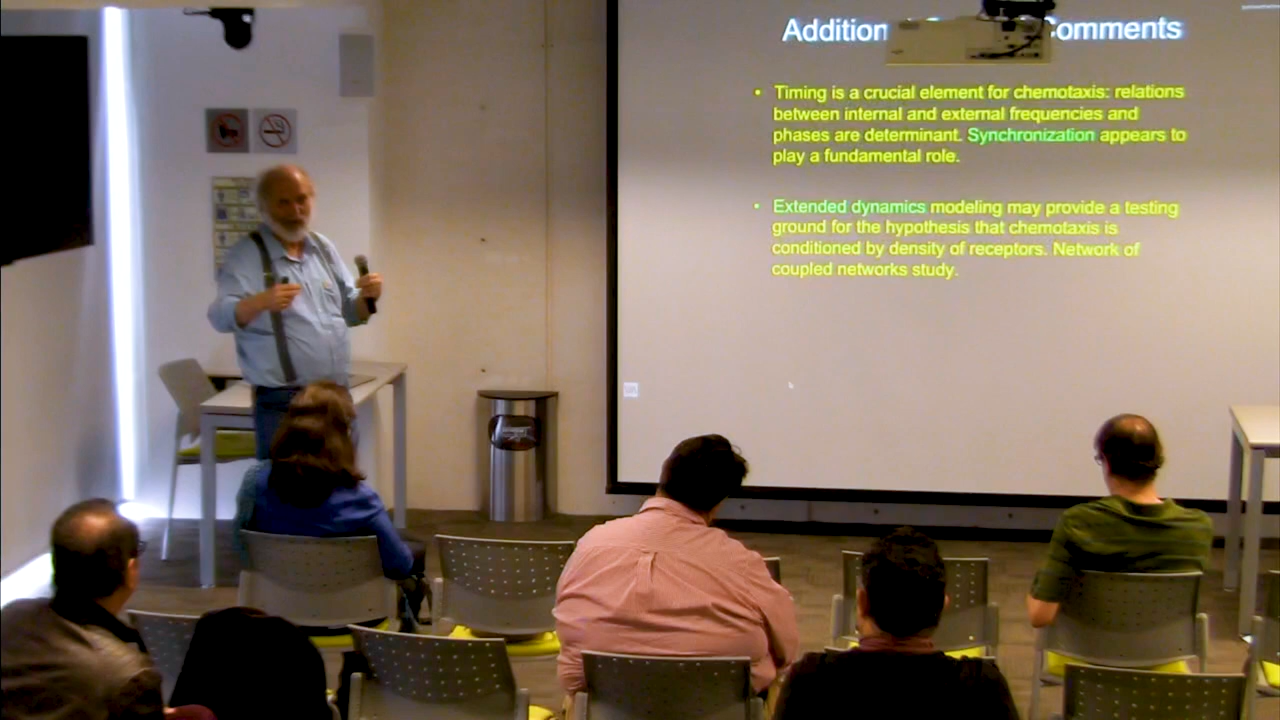 Addition omments
• Timing is a crucial element for chemotaxis: relations
between internal and external frequencies and
phases are determinant. Synchronization appears to
play a fundamental role.
• Extended dynamics modeling may provide a testing
ground for the hypothesis that chemotaxis is
conditioned by density of receptors. Network of
coupled networks study.